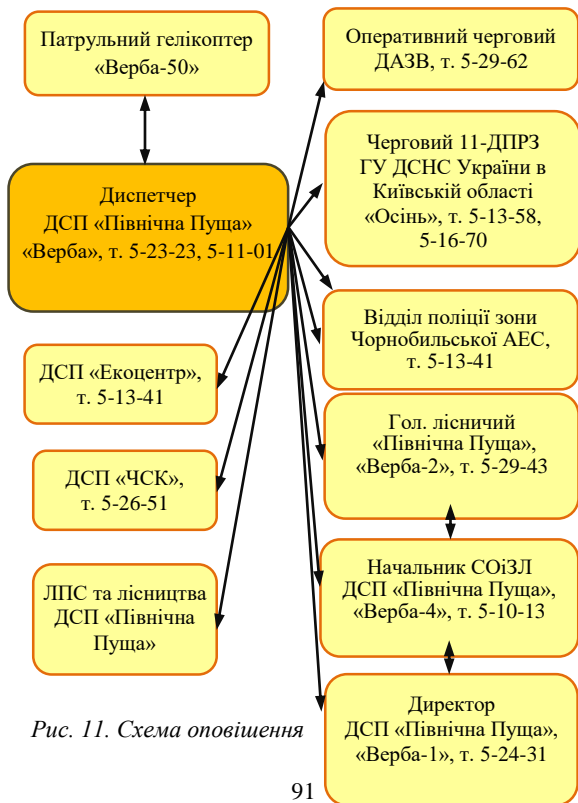 Патрульний гелікоптер
«Верба-50»
Оперативний черговий
ДАЗВ, т. 5-29-62
Черговий 11-ДПРЗ
ГУ ДСНС України в
Київській області
«Осінь», т. 5-13-58,
5-16-70
Диспетчер
ДСП «Північна Пуща»
«Верба», т. 5-23-23, 5-11-01
Відділ поліції зони
Чорнобильської АЕС,
т. 5-13-41
ДСП «Екоцентр»,
т. 5-13-41
Гол. лісничий
«Північна Пуща»,
«Верба-2», т. 5-29-43
ДСП «ЧСК»,
т. 5-26-51
Начальник СОіЗЛ
ДСП «Північна Пуща»,
«Верба-4», т. 5-10-13
ЛПС та лісництва
ДСП «Північна
Пуща»
Директор
ДСП «Північна Пуща»,
«Верба-1», т. 5-24-31
Рис. 11. Схема оповіщення
91